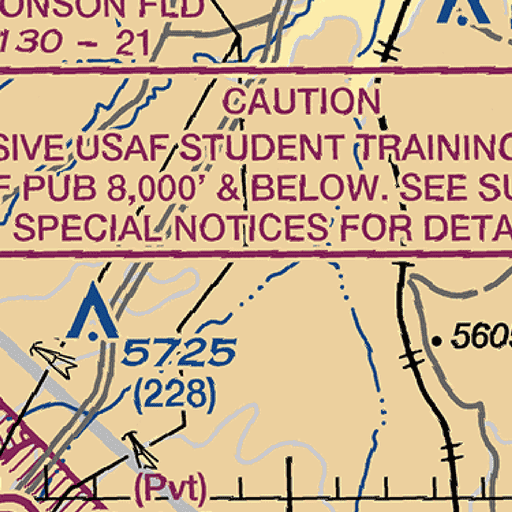 ONSON FLD
130 - 21
CAUTION
SIVE USAF STUDENT TRAINING
F PUB 8,000' & BELOW. SEE SU
SPECIAL NOTICES FOR DETA
5605
5725
(228)
(Pvt)